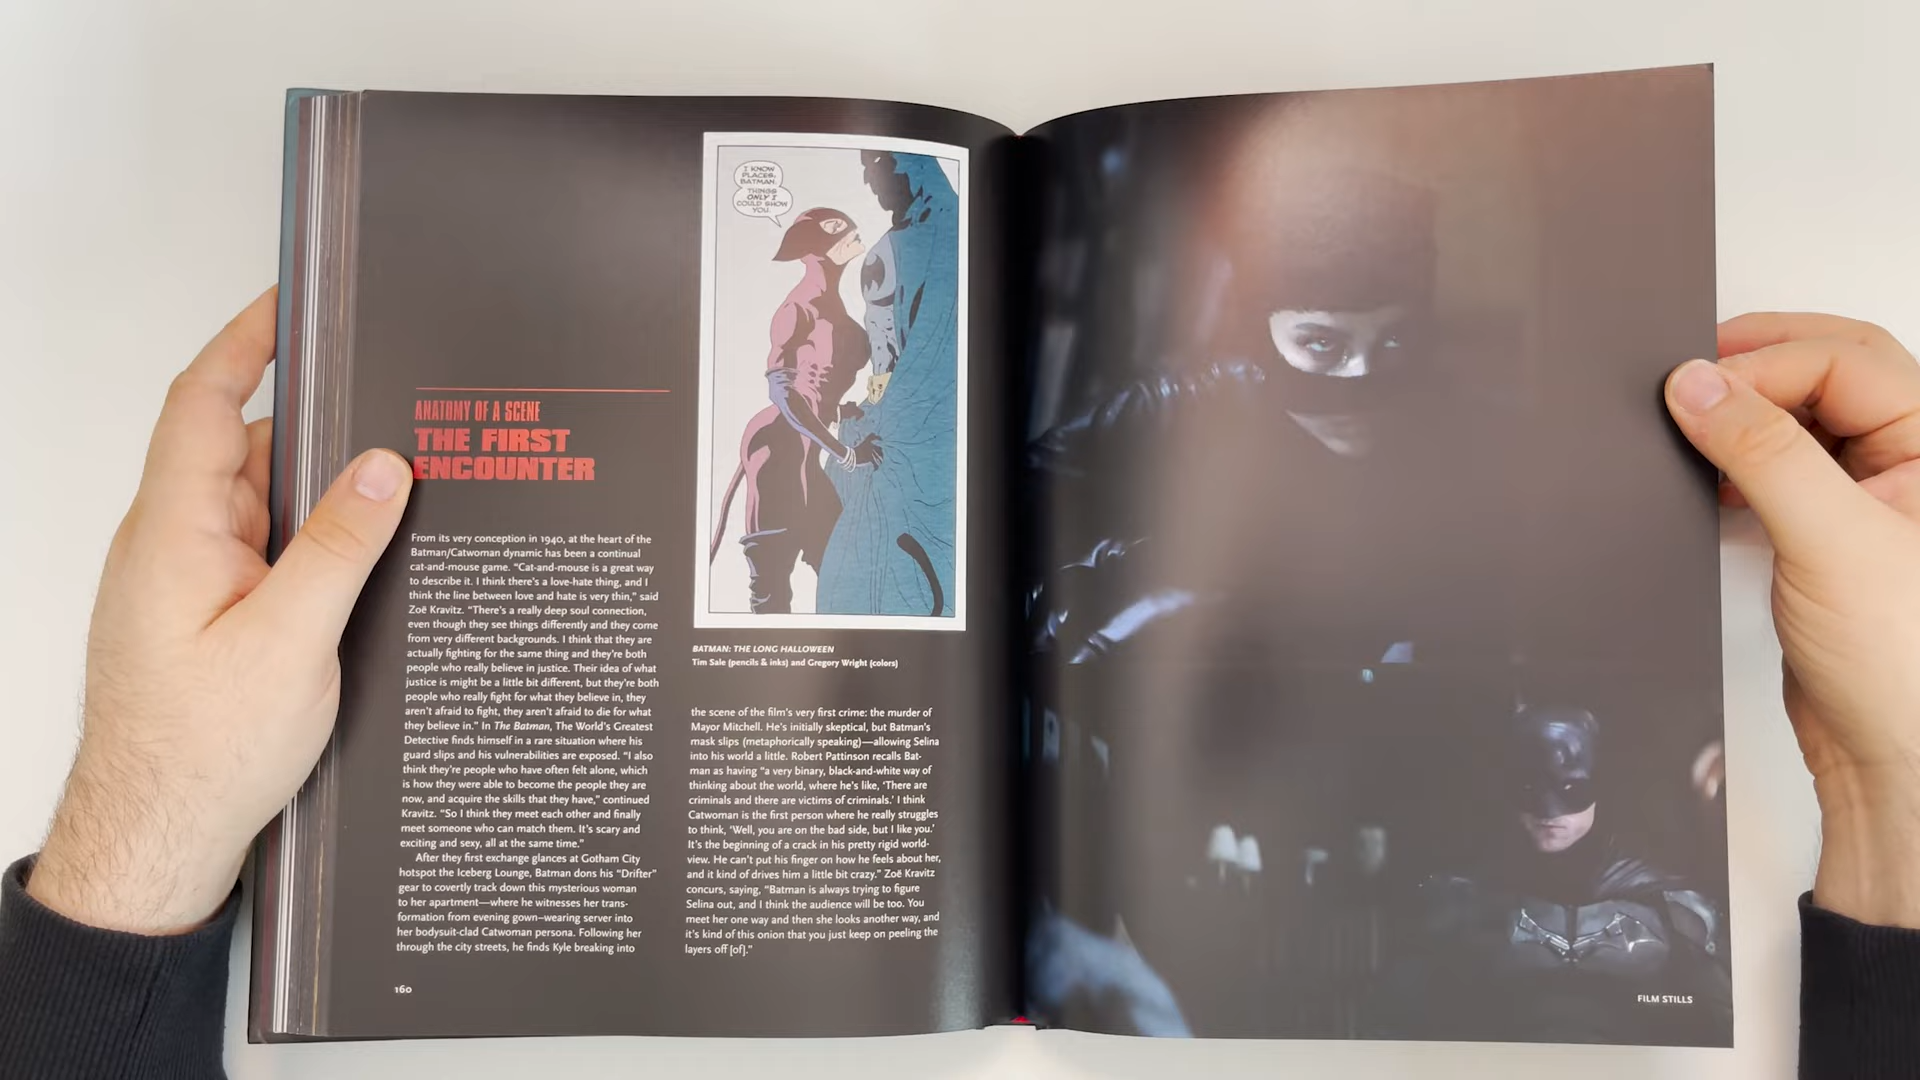 ANATOMY OF A SCENE
THE FIRST
ENCOUNTER
From its very conception in 1940, at the heart of the
Batman/Catwoman dynamic has been a continual
cat-and-mouse game. “Cat-and-mouse is a great way
to describe it. I think there’s a love-hate thing, and I
think the line between love and hate is very thin,” said
Zoë Kravitz. “There’s a really deep soul connection,
even though they see things differently and they come
from very different backgrounds. I think that they are
actually fighting for the same thing and they’re both
people who really believe in justice. Their idea of what
justice is might be a little bit different, but they’re both
people who really fight for what they believe in, they
aren’t afraid to fight, they aren’t afraid to die for what
they believe in.” In The Batman, The World’s Greatest
Detective finds himself in a rare situation where his
guard slips and his vulnerabilities are exposed. “I also
think they’re people who have often felt alone, which
is how they were able to become the people they are
now, and acquire the skills that they have,” continued
Kravitz. “So I think they meet each other and finally
meet someone who can match them. It’s scary and
exciting and sexy, all at the same time.”
After they first exchange glances at Gotham City
hotspot the Iceberg Lounge, Batman dons his “Drifter”
gear to covertly track down this mysterious woman
to her apartment—where he witnesses her trans-
formation from evening gown–wearing server into
her bodysuit-clad Catwoman persona. Following her
through the city streets, he finds Kyle breaking into
160
I KNOW
PLACES,
BATMAN.
THINGS
ONLY I
COULD SHOW
YOU.
BATMAN: THE LONG HALLOWEEN
Tim Sale (pencils & inks) and Gregory Wright (colors)
the scene of the film’s very first crime: the murder of
Mayor Mitchell. He’s initially skeptical, but Batman’s
mask slips (metaphorically speaking)—allowing Selina
into his world a little. Robert Pattinson recalls Bat-
man as having “a very binary, black-and-white way of
thinking about the world, where he’s like, ‘There are
criminals and there are victims of criminals.’ I think
Catwoman is the first person where he really struggles
to think, ‘Well, you are on the bad side, but I like you.’
It’s the beginning of a crack in his pretty rigid world-
view. He can’t put his finger on how he feels about her,
and it kind of drives him a little bit crazy.” Zoë Kravitz
concurs, saying, “Batman is always trying to figure
Selina out, and I think the audience will be too. You
meet her one way and then she looks another way, and
it’s kind of this onion that you just keep on peeling the
layers off [of].”
FILM STILLS